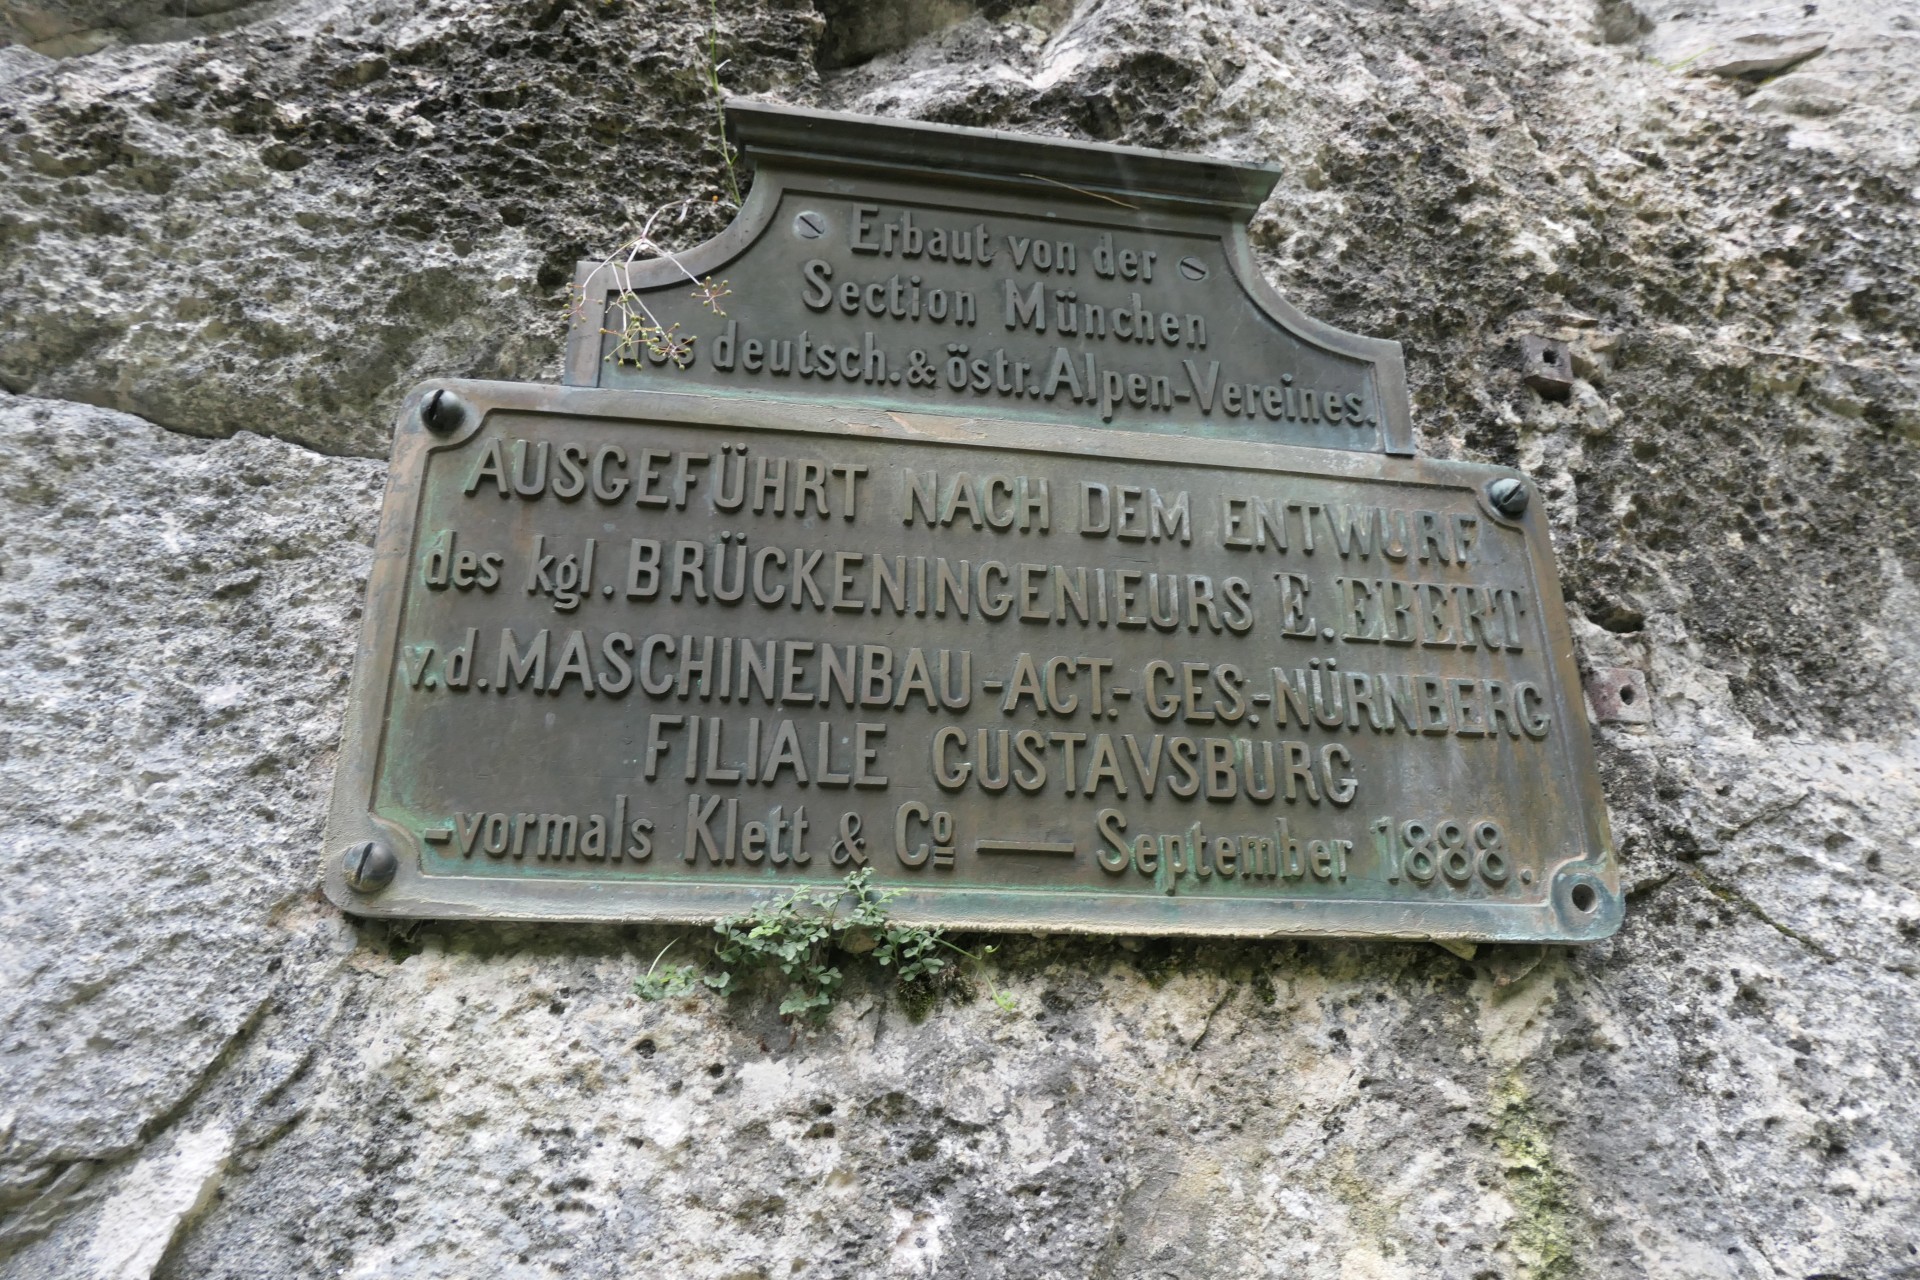 Erbaut von der
Section München
des deutsch. & östr. Alpen-Vereines.
AUSGEFÜHRT NACH DEM ENTWURF
des kgl. BRÜCKENINGENIEURS E. EBERT
v. d. MASCHINENBAU-ACT.-GES.-NÜRNBERG
FILIALE GUSTAVSBURG
-vormals Klett & Co — September 1888.